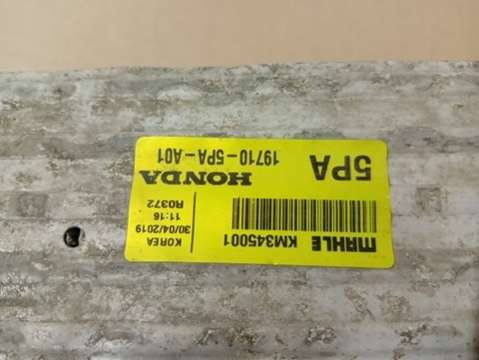 MAHLE KM345001
KOREA
30/04/2019
11:16
R0372
HONDA
19710-5PA-A01
5PA